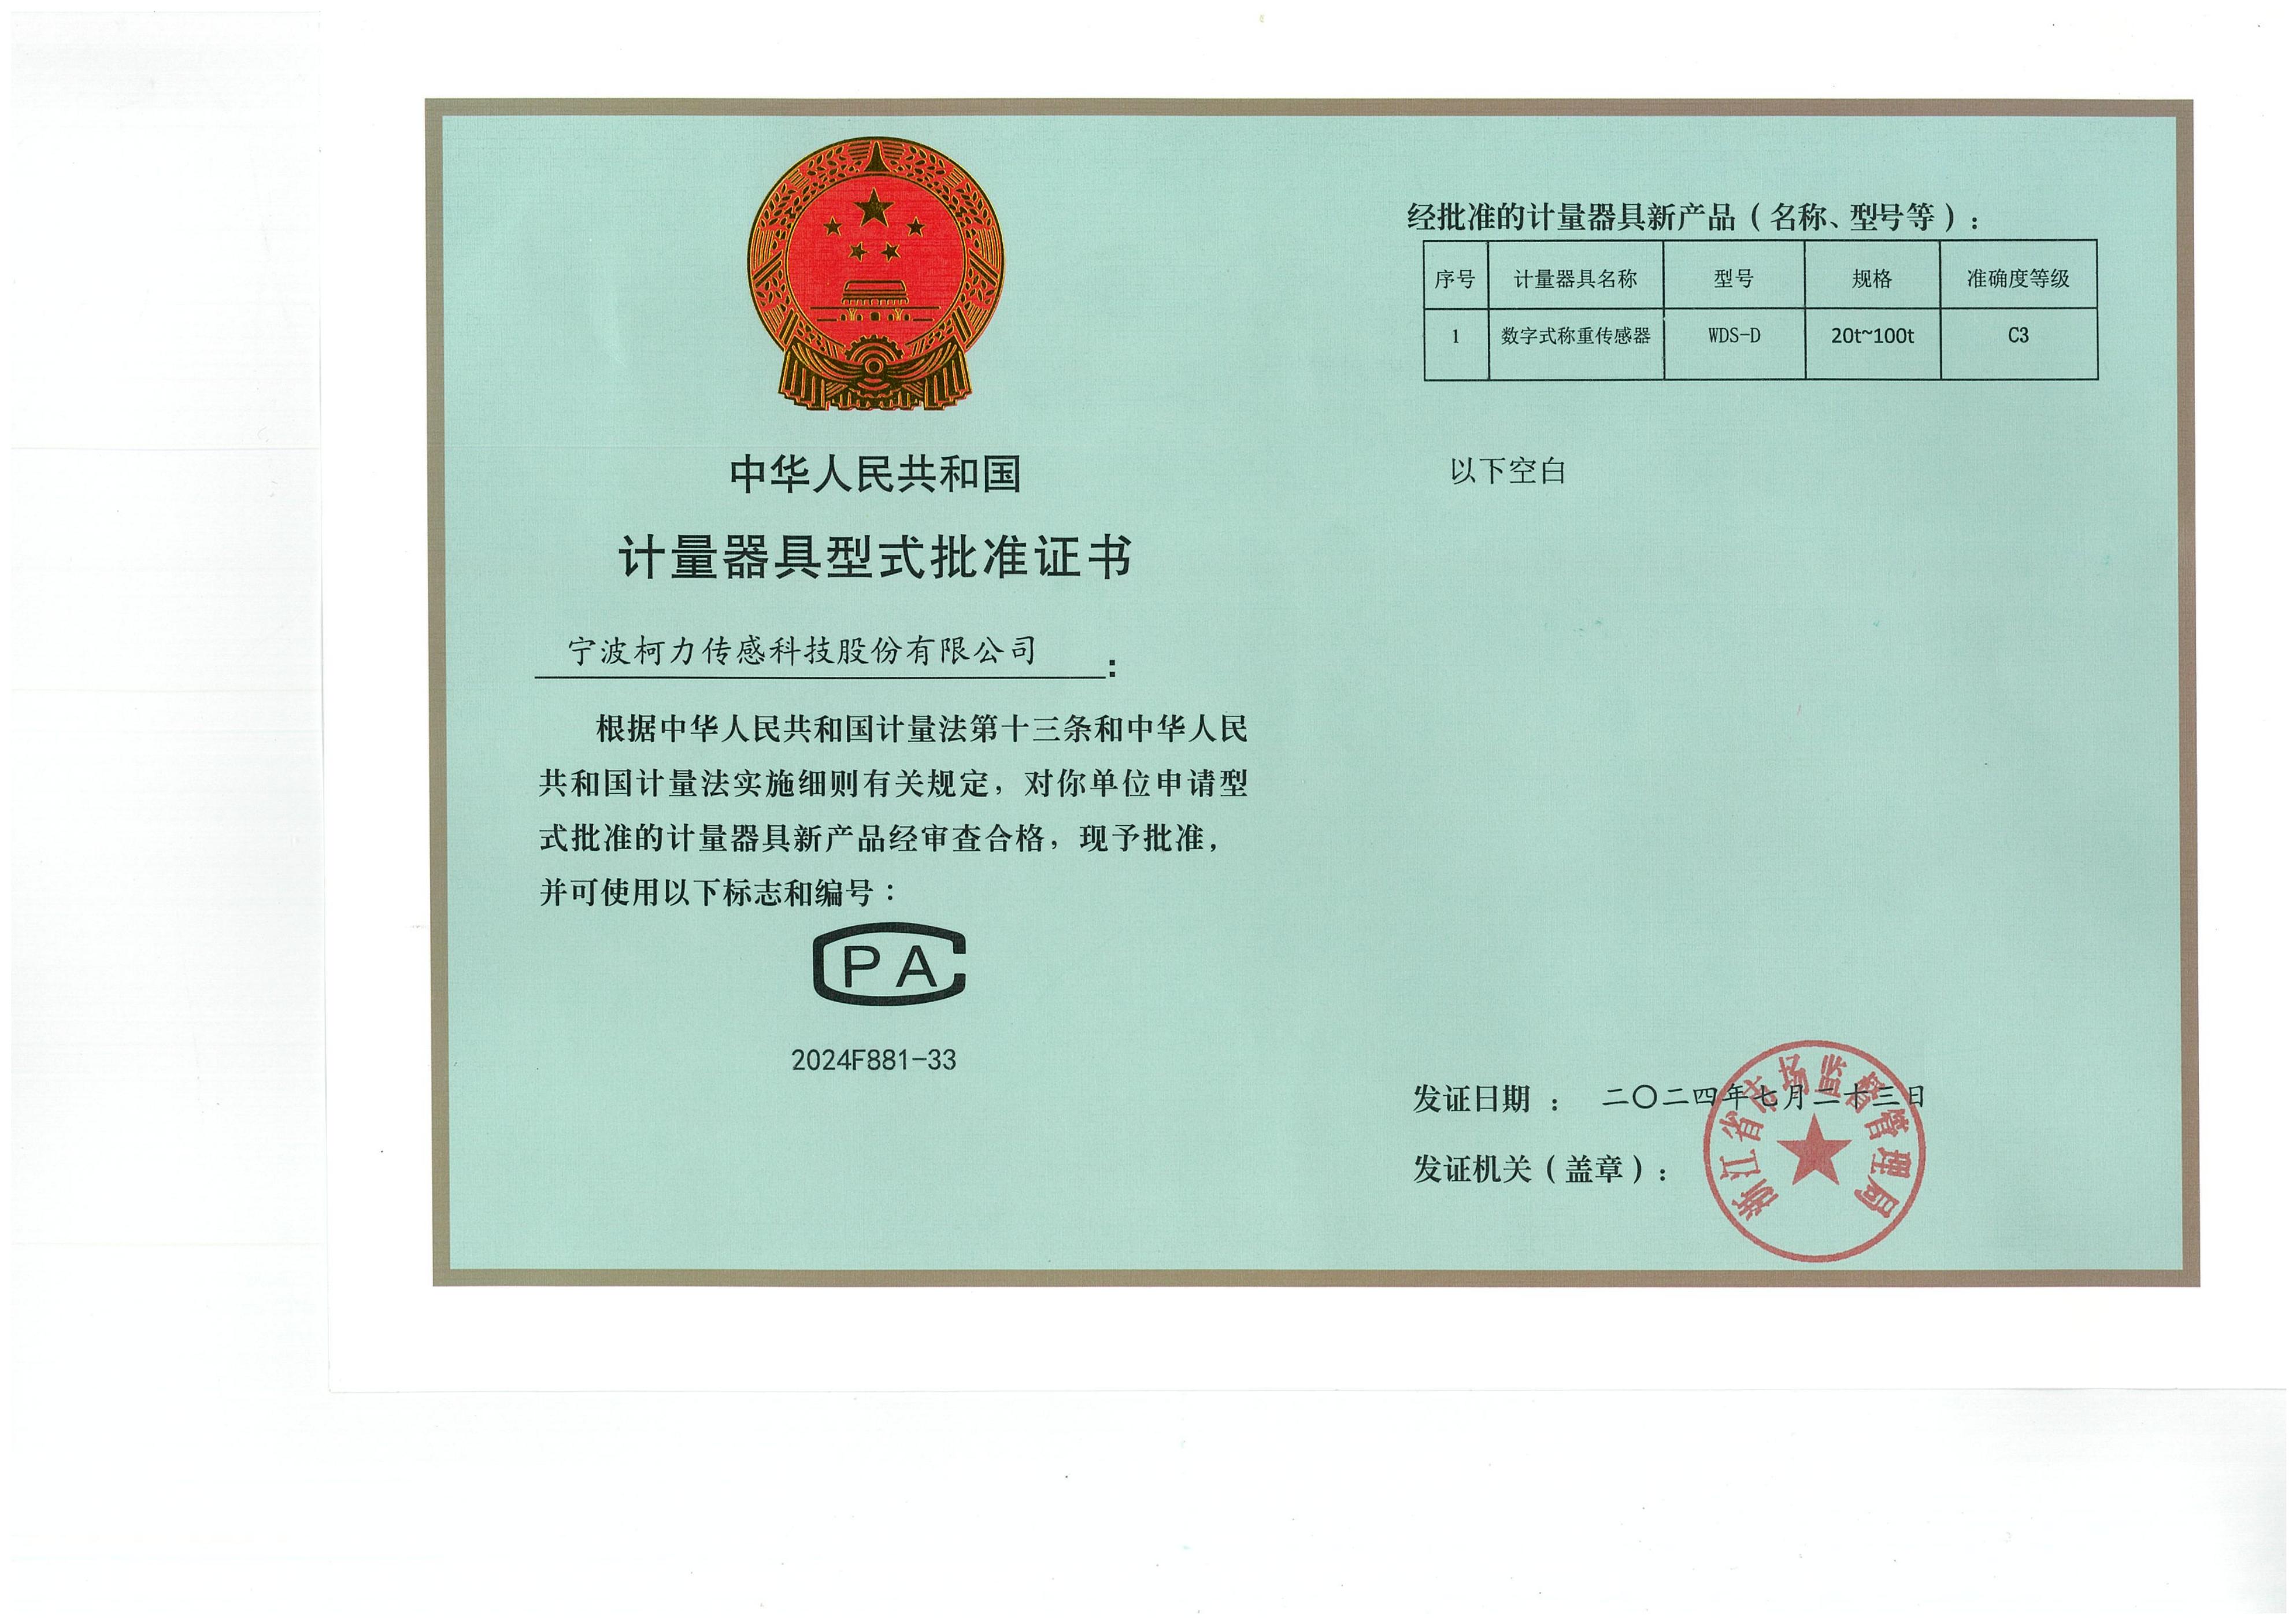 中华人民共和国
计量器具型式批准证书
宁波柯力传感科技股份有限公司：
根据中华人民共和国计量法第十三条和中华人民
共和国计量法实施细则有关规定，对你单位申请型
式批准的计量器具新产品经审查合格，现予批准，
并可使用以下标志和编号：
CPA
2024F881-33
经批准的计量器具新产品（名称、型号等）：
序号 计量器具名称 型号 规格 准确度等级
1 数字式称重传感器 WDS-D 20t~100t C3
以下空白
发证日期 ： 二〇二四年七月二十三日
发证机关（盖章）：
浙江省市场监督管理局